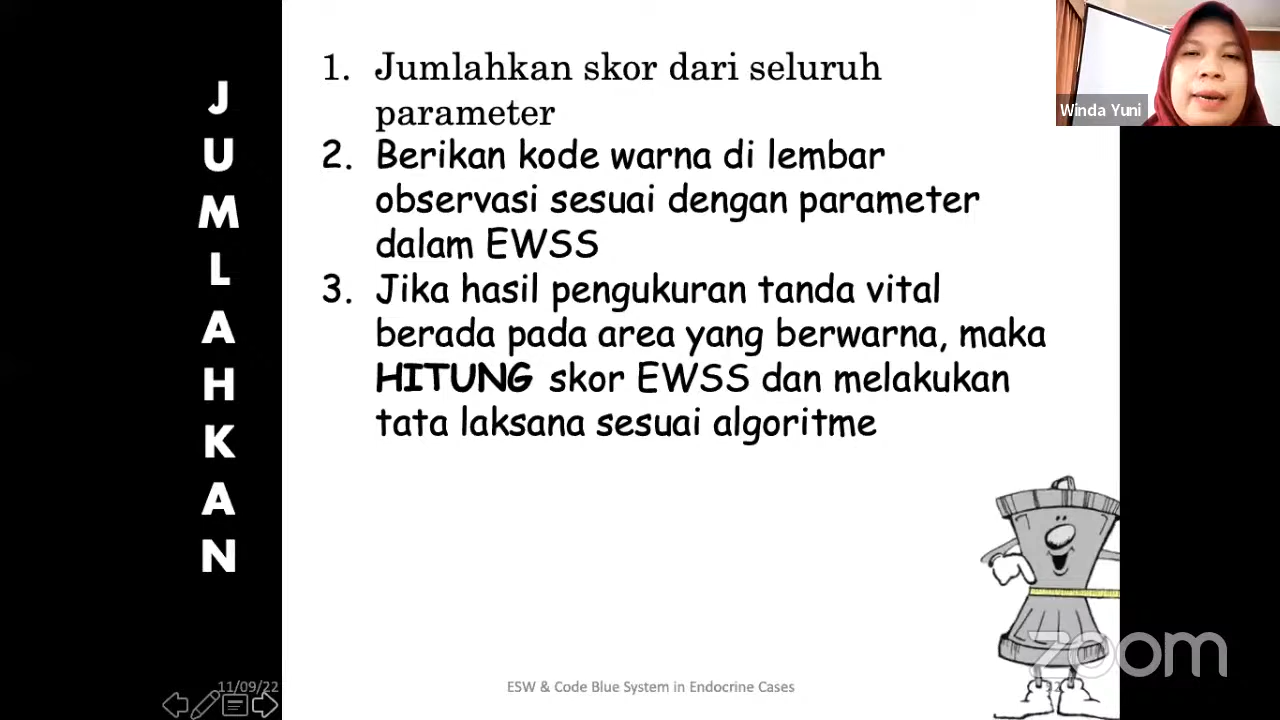 JUMLAHKAN
1. Jumlahkan skor dari seluruh
parameter
2. Berikan kode warna di lembar
observasi sesuai dengan parameter
dalam EWSS
3. Jika hasil pengukuran tanda vital
berada pada area yang berwarna, maka
HITUNG skor EWSS dan melakukan
tata laksana sesuai algoritme
Winda Yuni
zoom
11/09/22
ESW & Code Blue System in Endocrine Cases